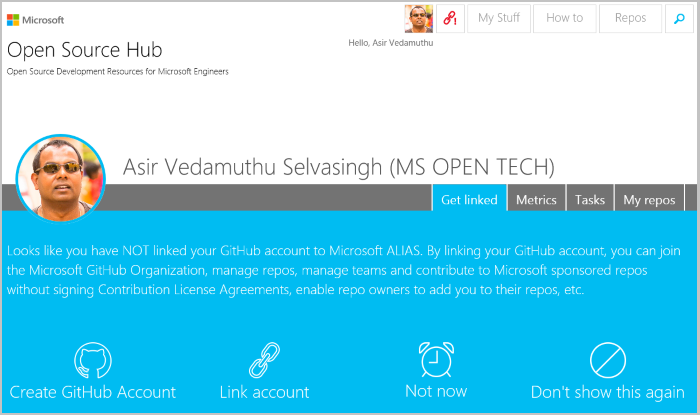 Microsoft
My Stuff
How to
Repos
Hello, Asir Vedamuthu
Open Source Hub
Open Source Development Resources for Microsoft Engineers
Asir Vedamuthu Selvasingh (MS OPEN TECH)
Get linked
Metrics
Tasks
My repos
Looks like you have NOT linked your GitHub account to Microsoft ALIAS. By linking your GitHub account, you can join
the Microsoft GitHub Organization, manage repos, manage teams and contribute to Microsoft sponsored repos
without signing Contribution License Agreements, enable repo owners to add you to their repos, etc.
Create GitHub Account
Link account
Not now
Don't show this again